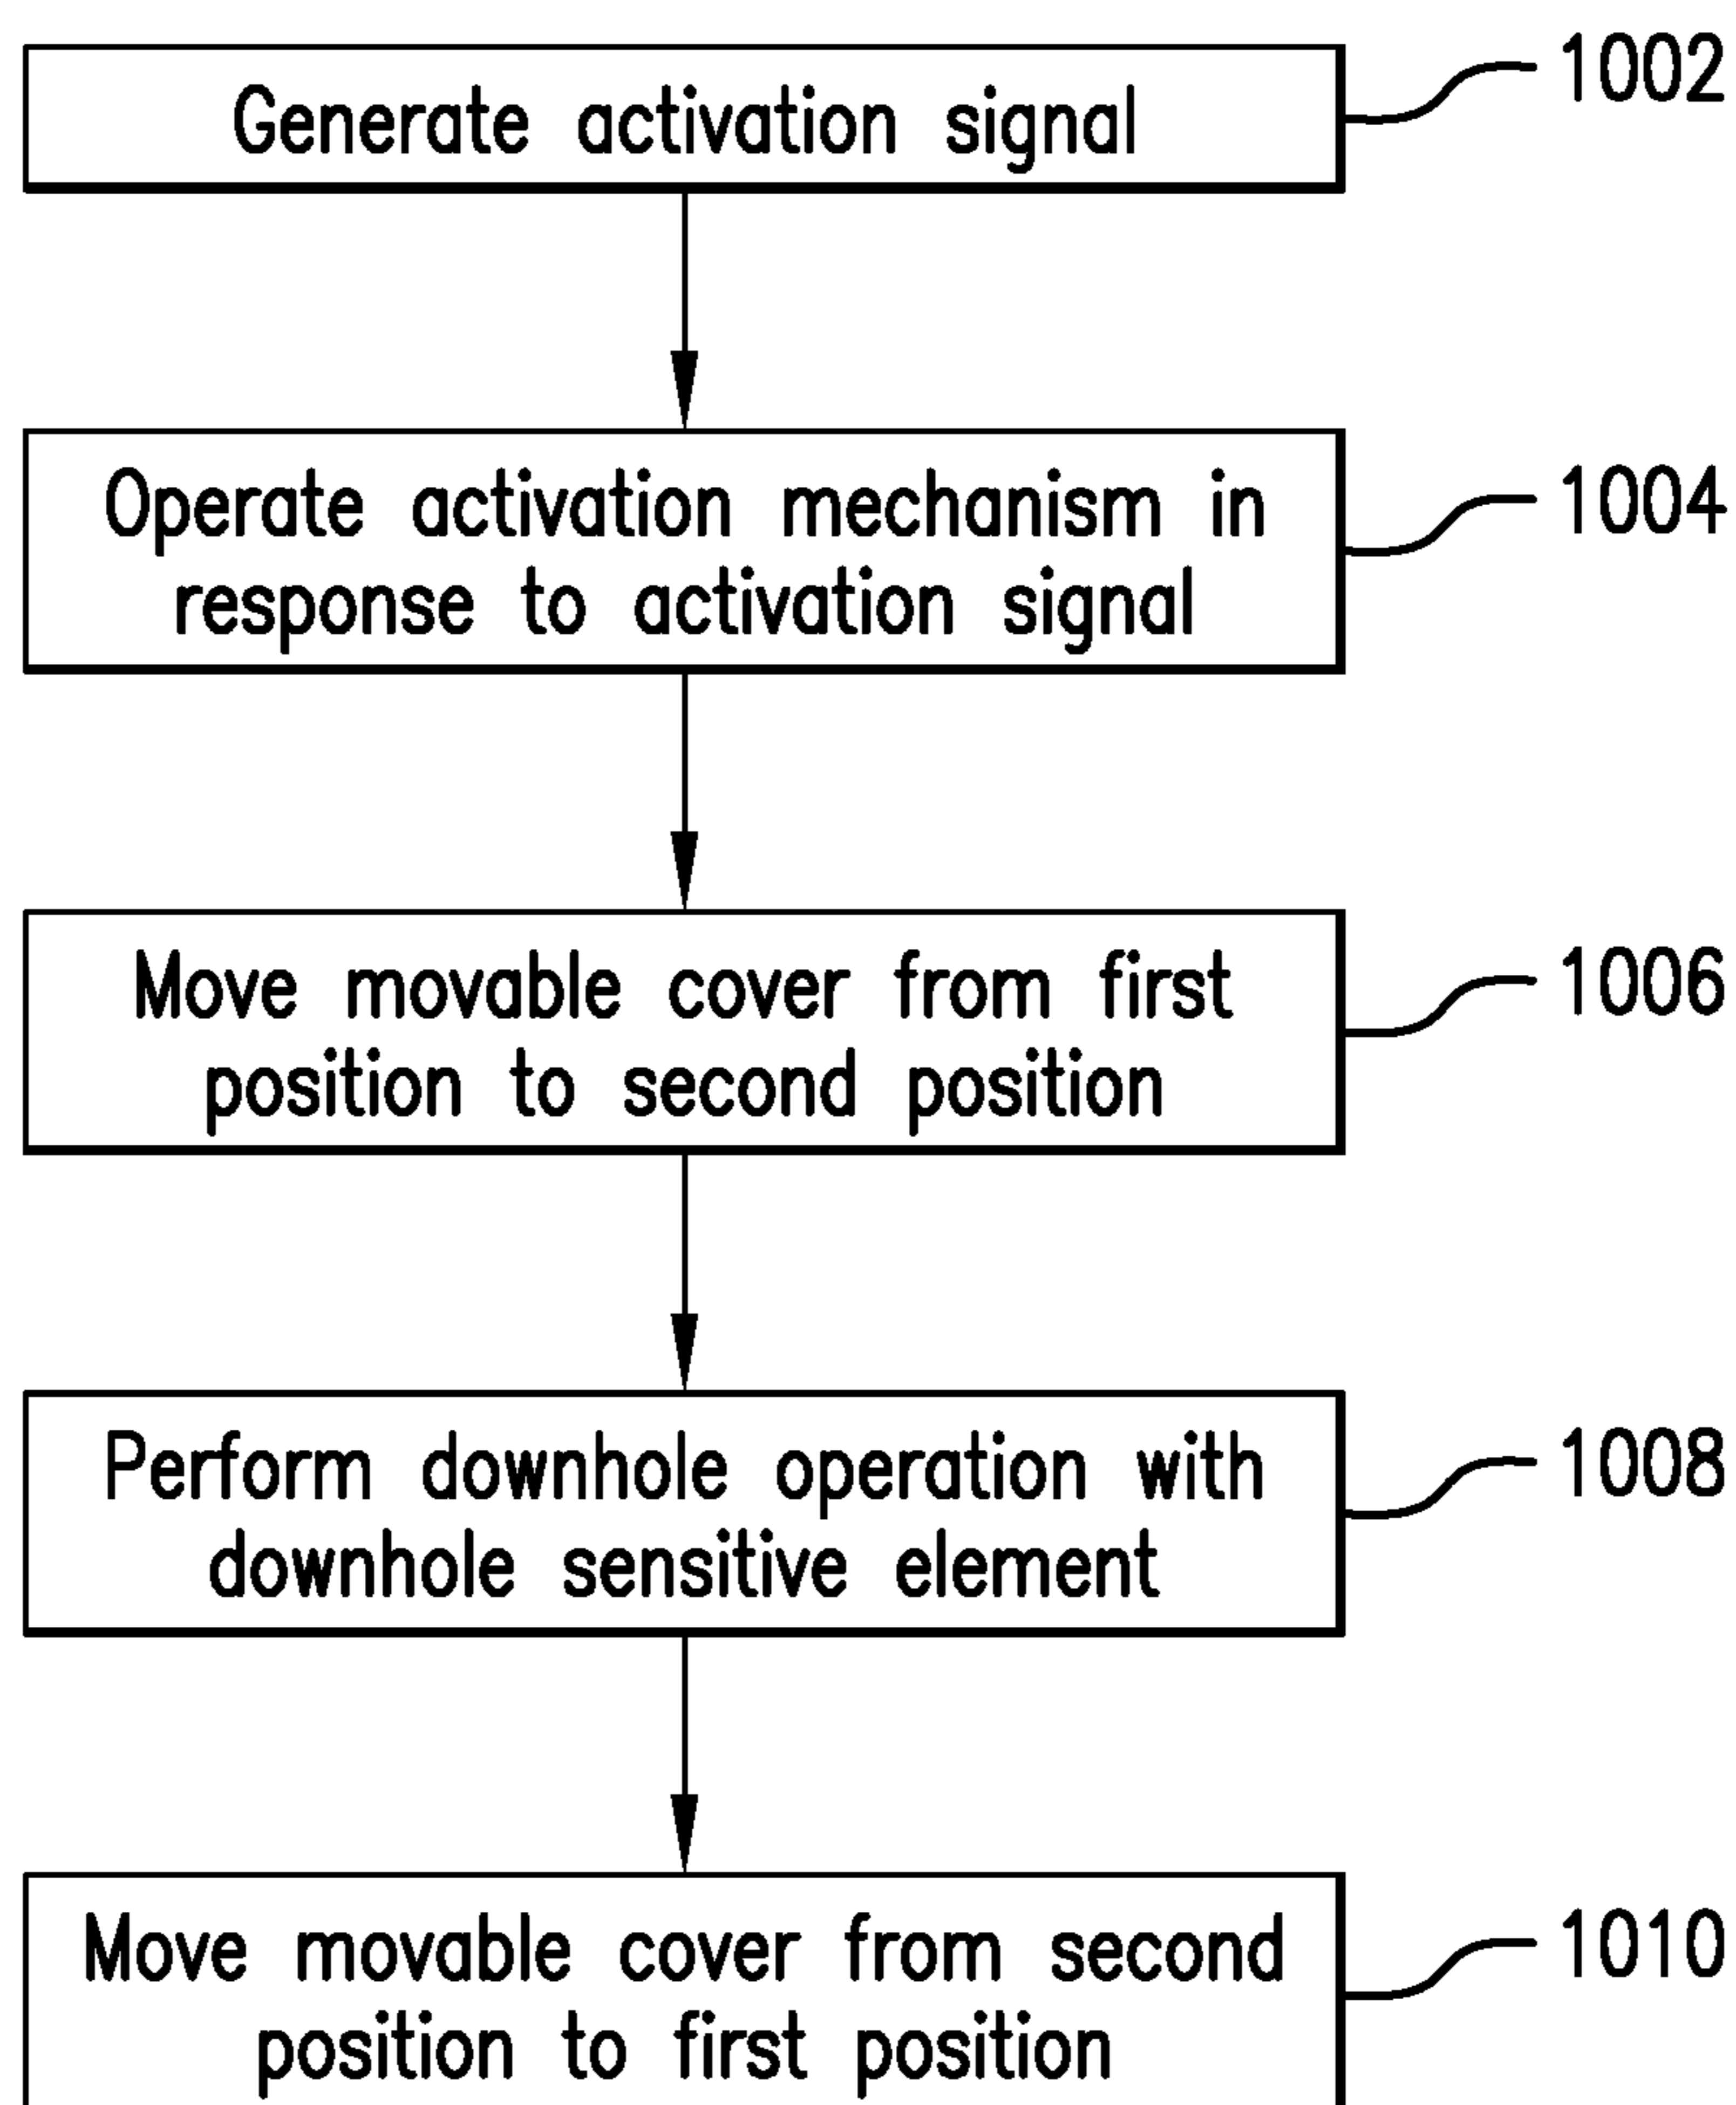 Generate activation signal
1002
Operate activation mechanism in
response to activation signal
1004
Move movable cover from first
position to second position
1006
Perform downhole operation with
downhole sensitive element
1008
Move movable cover from second
position to first position
1010